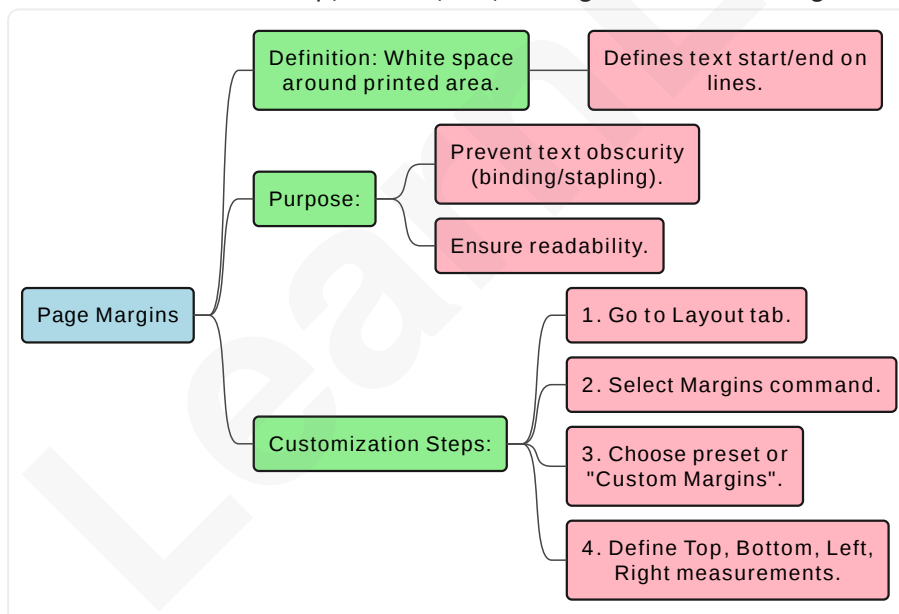 Definition: White space
around printed area.
Defines text start/end on
lines.
Prevent text obscurity
(binding/stapling).
Purpose:
Ensure readability.
Page Margins
1. Go to Layout tab.
2. Select Margins command.
3. Choose preset or
"Custom Margins".
Customization Steps:
4. Define Top, Bottom, Left,
Right measurements.